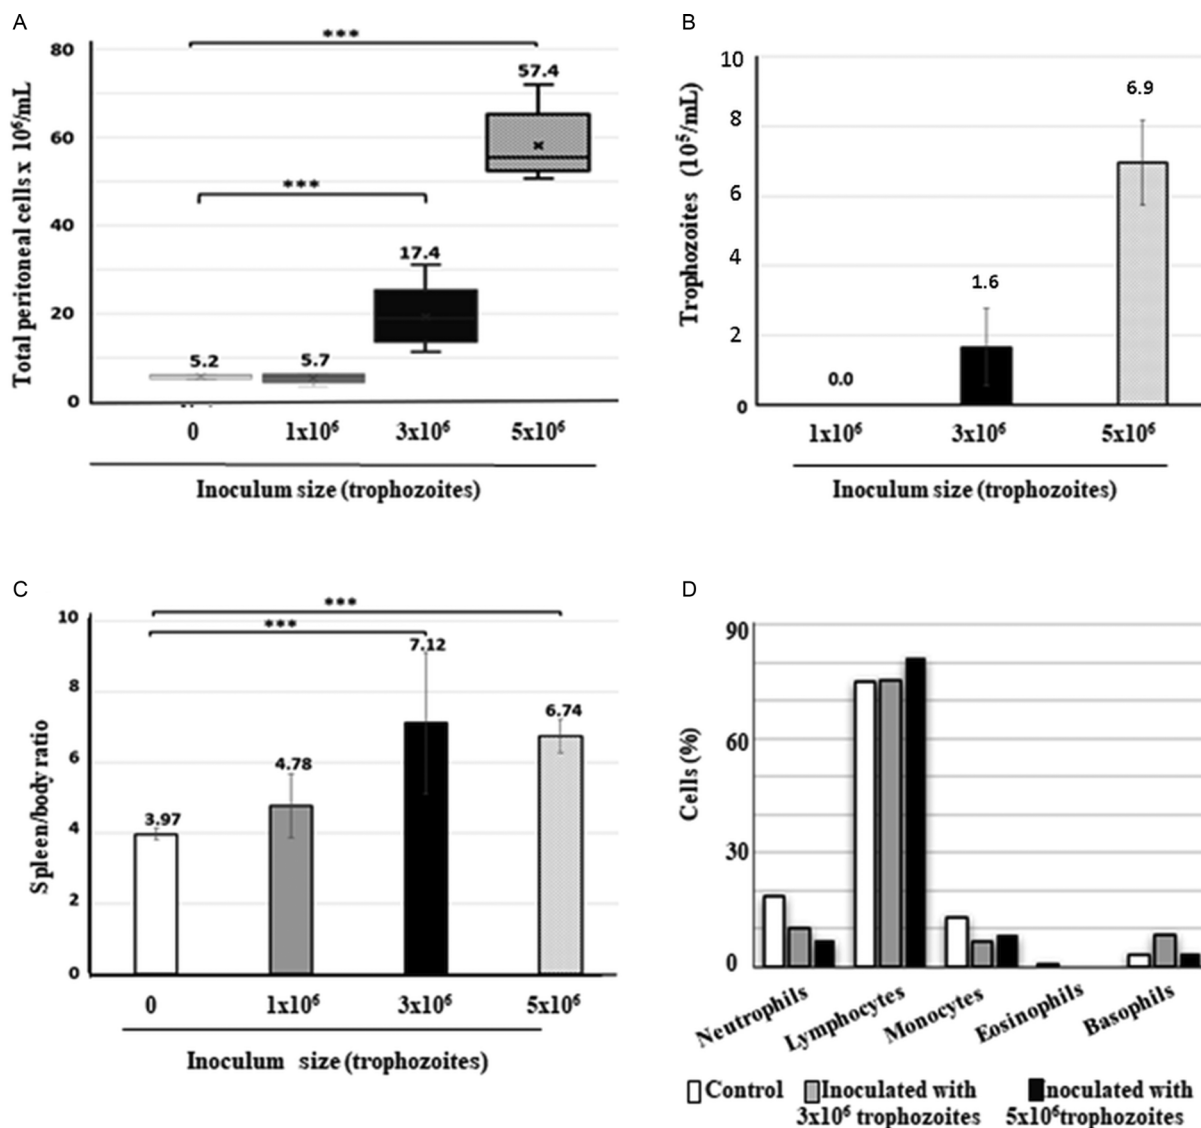 A
Total peritoneal cells x 10⁶/mL
80
60
40
20
0
***
57.4
***
17.4
5.2
5.7
0
1x10⁶
3x10⁶
5x10⁶
Inoculum size (trophozoites)
B
Trophozoites (10⁵/mL)
10
8
6
4
2
0
6.9
1.6
0.0
1x10⁶
3x10⁶
5x10⁶
Inoculum size (trophozoites)
C
Spleen/body ratio
10
8
6
4
2
0
***
***
7.12
6.74
4.78
3.97
0
1x10⁶
3x10⁶
5x10⁶
Inoculum size (trophozoites)
D
Cells (%)
90
60
30
0
Neutrophils
Lymphocytes
Monocytes
Eosinophils
Basophils
Control
Inoculated with
3x10⁶ trophozoites
Inoculated with
5x10⁶trophozoites